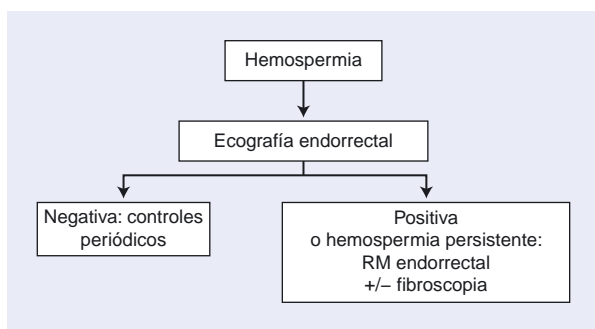 Hemospermia
Ecografía endorrectal
Negativa: controles
periódicos
Positiva
o hemospermia persistente:
RM endorrectal
+/– fibroscopia